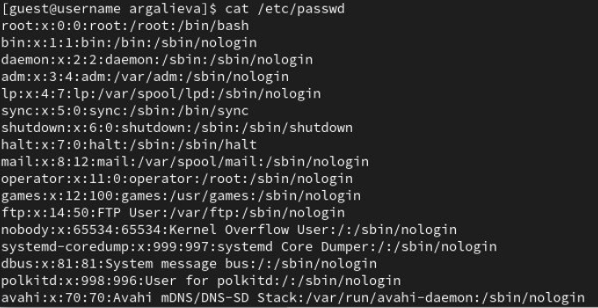 [guest@username argalieva]$ cat /etc/passwd
root:x:0:0:root:/root:/bin/bash
bin:x:1:1:bin:/bin:/sbin/nologin
daemon:x:2:2:daemon:/sbin:/sbin/nologin
adm:x:3:4:adm:/var/adm:/sbin/nologin
lp:x:4:7:lp:/var/spool/lpd:/sbin/nologin
sync:x:5:0:sync:/sbin:/bin/sync
shutdown:x:6:0:shutdown:/sbin:/sbin/shutdown
halt:x:7:0:halt:/sbin:/sbin/halt
mail:x:8:12:mail:/var/spool/mail:/sbin/nologin
operator:x:11:0:operator:/root:/sbin/nologin
games:x:12:100:games:/usr/games:/sbin/nologin
ftp:x:14:50:FTP User:/var/ftp:/sbin/nologin
nobody:x:65534:65534:Kernel Overflow User:/:/sbin/nologin
systemd-coredump:x:999:997:systemd Core Dumper:/:/sbin/nologin
dbus:x:81:81:System message bus:/:/sbin/nologin
polkitd:x:998:996:User for polkitd:/:/sbin/nologin
avahi:x:70:70:Avahi mDNS/DNS-SD Stack:/var/run/avahi-daemon:/sbin/nologin